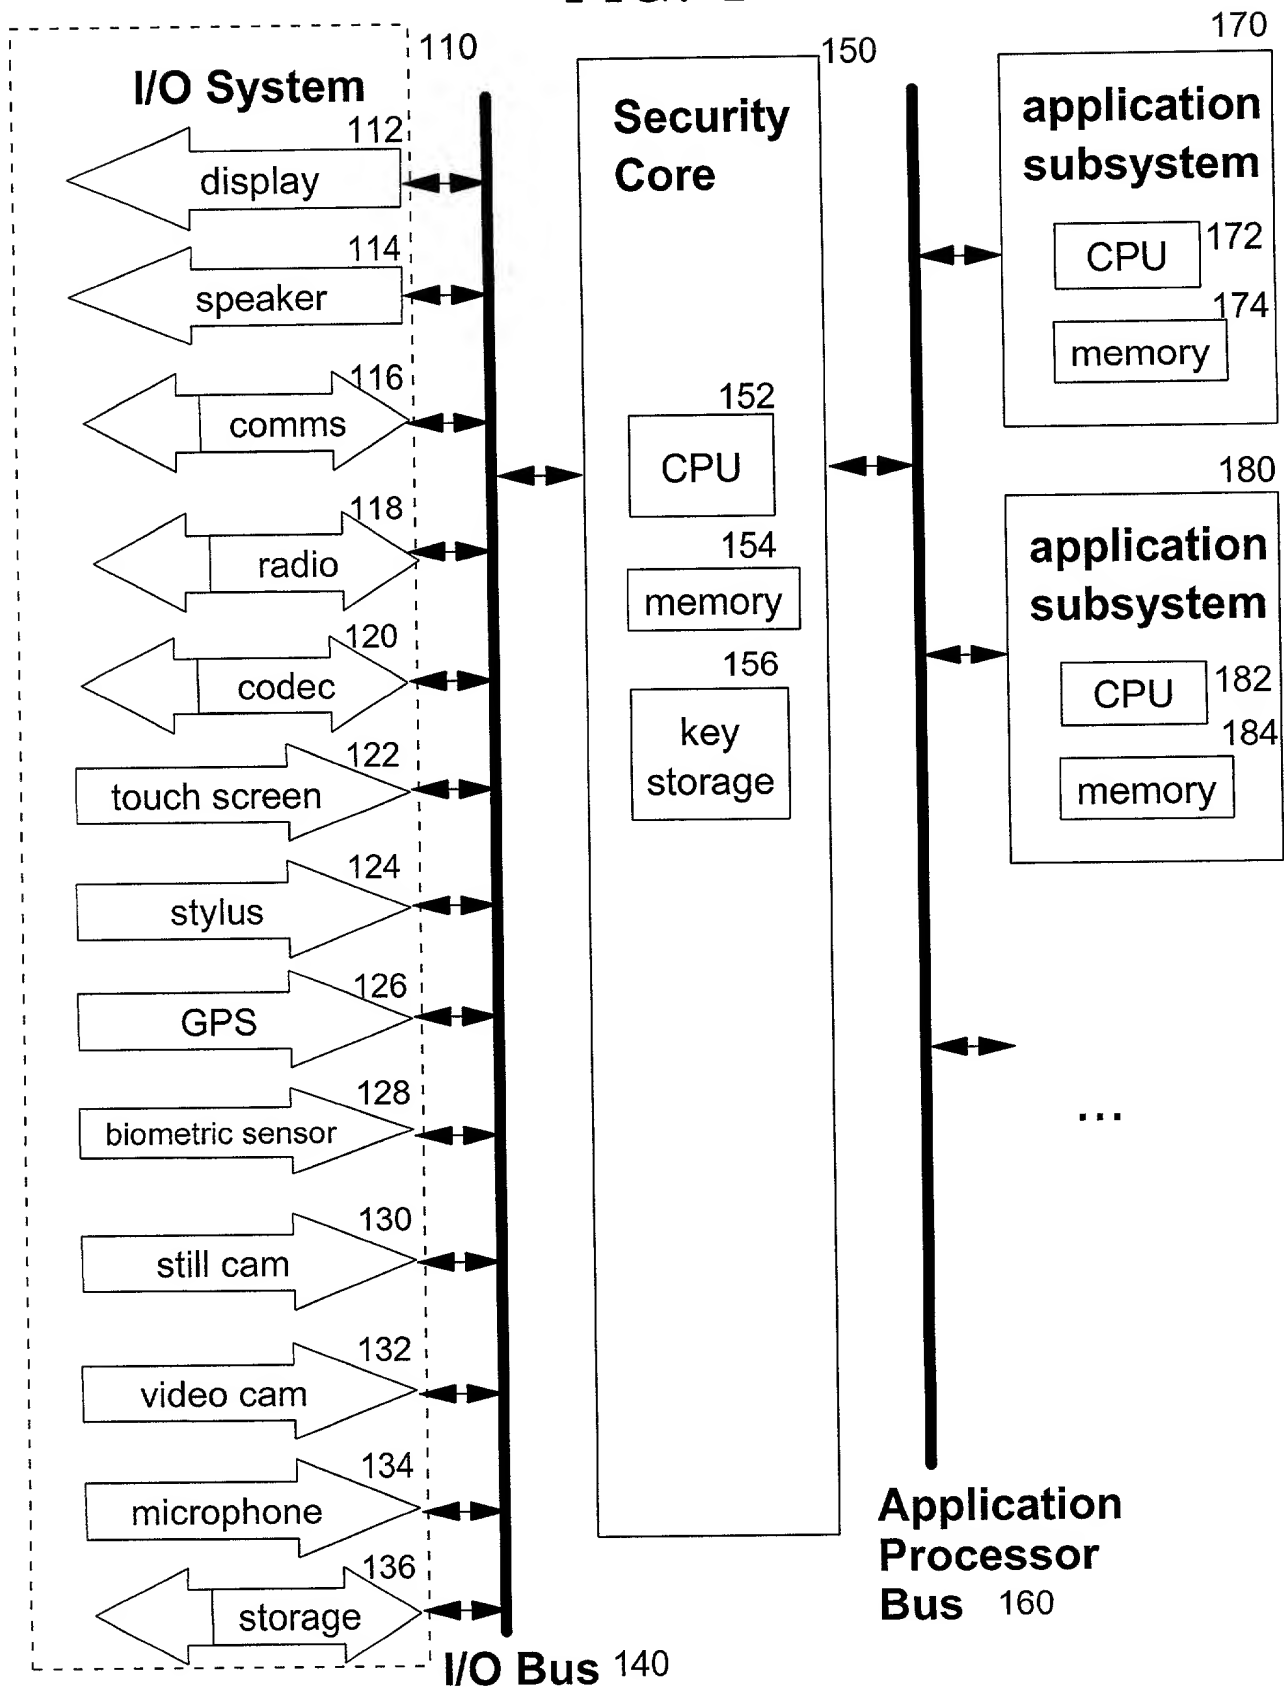 110
I/O System
112
display
114
speaker
116
comms
118
radio
120
codec
122
touch screen
124
stylus
126
GPS
128
biometric sensor
130
still cam
132
video cam
134
microphone
136
storage
I/O Bus 140
150
Security
Core
152
CPU
154
memory
156
key
storage
Application
Processor
Bus 160
170
application
subsystem
CPU 172
174
memory
180
application
subsystem
CPU 182
184
memory
...